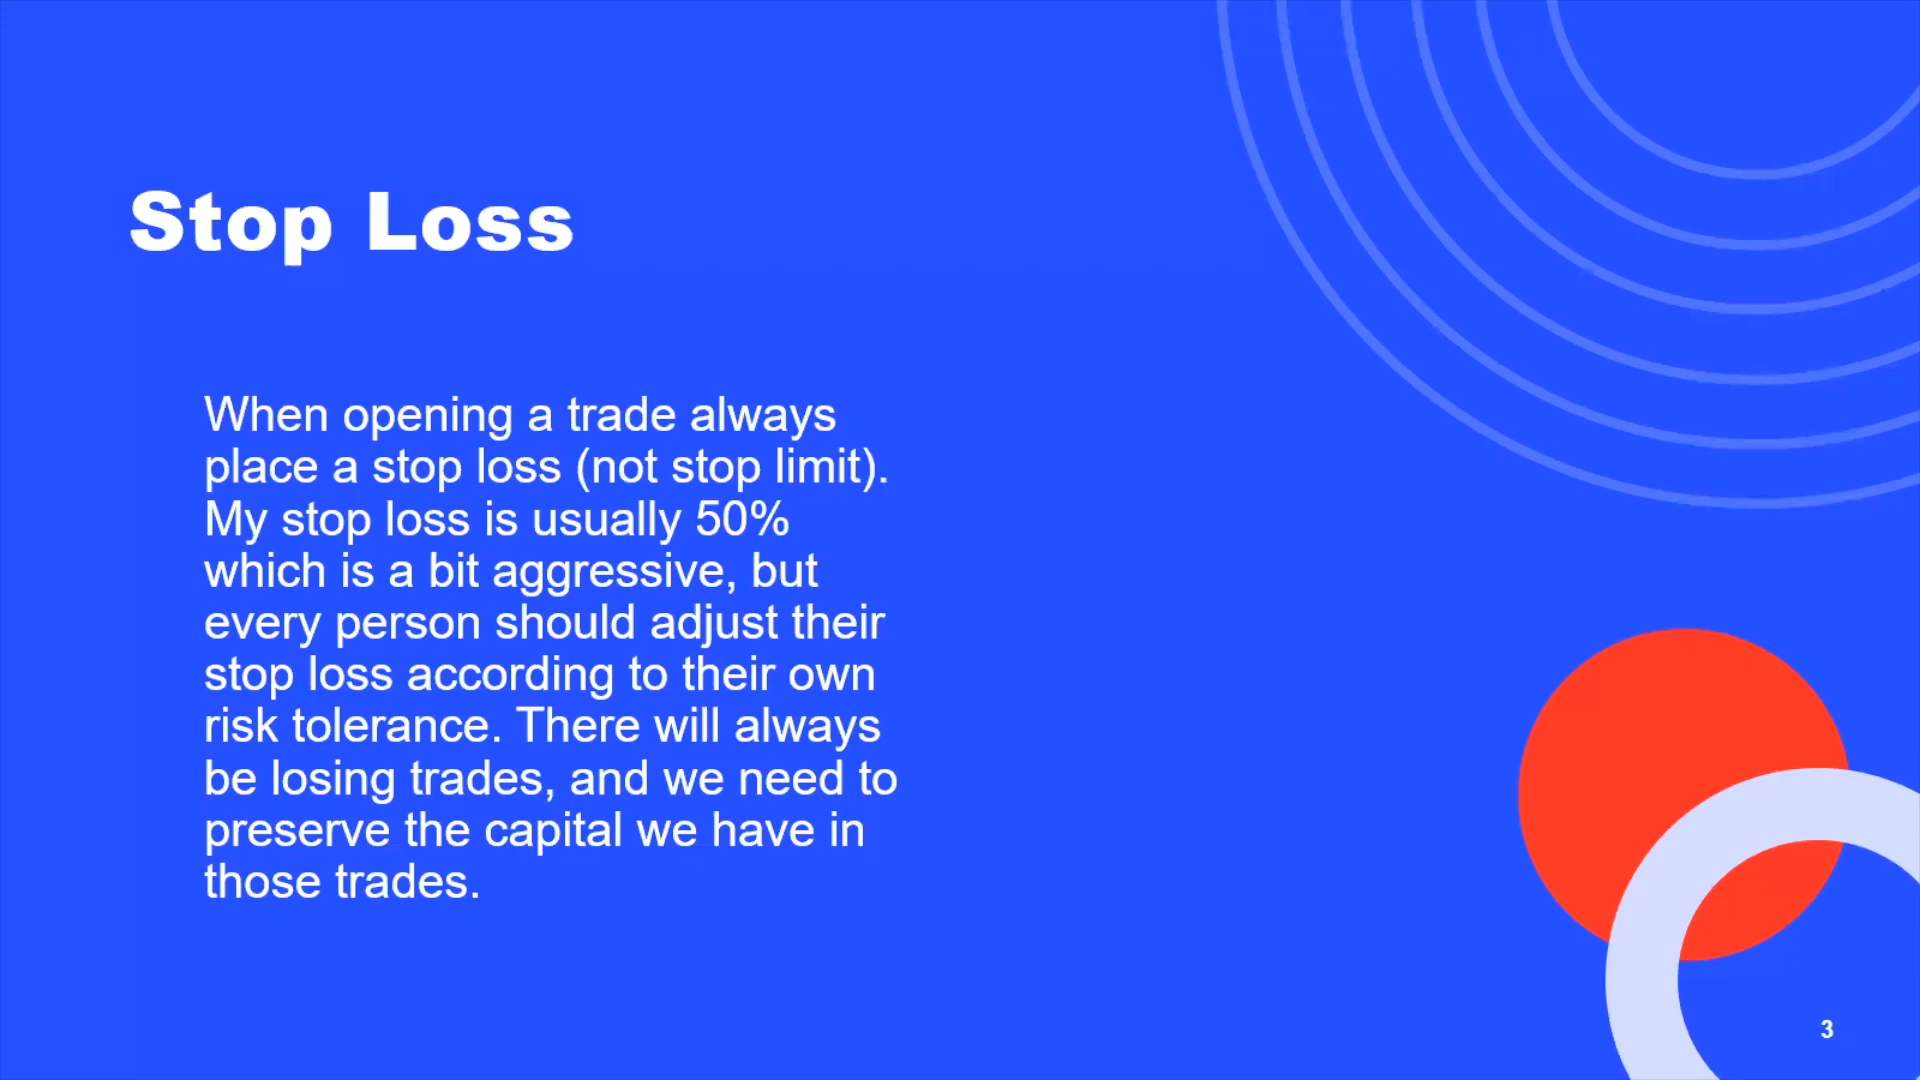 Stop Loss
When opening a trade always
place a stop loss (not stop limit).
My stop loss is usually 50%
which is a bit aggressive, but
every person should adjust their
stop loss according to their own
risk tolerance. There will always
be losing trades, and we need to
preserve the capital we have in
those trades.
3